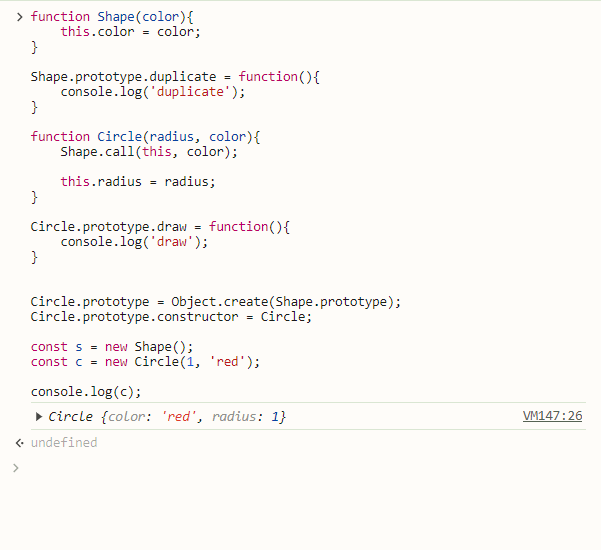 function Shape(color){
    this.color = color;
}

Shape.prototype.duplicate = function(){
    console.log('duplicate');
}

function Circle(radius, color){
    Shape.call(this, color);

    this.radius = radius;
}

Circle.prototype.draw = function(){
    console.log('draw');
}


Circle.prototype = Object.create(Shape.prototype);
Circle.prototype.constructor = Circle;

const s = new Shape();
const c = new Circle(1, 'red');

console.log(c);
Circle {color: 'red', radius: 1} VM147:26
undefined